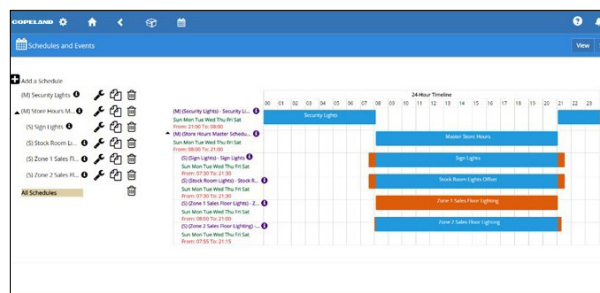 COPELAND
Schedules and Events
View
Add a Schedule
(M) Security Lights
(M) Store Hours M...
(S) Sign Lights
(S) Stock Room Li...
(S) Zone 1 Sales Fl...
(S) Zone 2 Sales Fl...
All Schedules
24-Hour Timeline
00 01 02 03 04 05 06 07 08 09 10 11 12 13 14 15 16 17 18 19 20 21 22 23
(M) (Security Lights) - Security Li...
Sun Mon Tue Wed Thu Fri Sat
From: 21:00 To: 08:00
(M) (Store Hours Master Schedu...
Sun Mon Tue Wed Thu Fri Sat
From: 08:00 To: 21:00
(S) (Sign Lights) - Sign Lights
Sun Mon Tue Wed Thu Fri Sat
From: 07:30 To: 21:30
(S) (Stock Room Lights) - Stock R...
Sun Mon Tue Wed Thu Fri Sat
From: 07:30 To: 21:30
(S) (Zone 1 Sales Floor Lighting) - Z...
Sun Mon Tue Wed Thu Fri Sat
From: 08:00 To: 21:00
(S) (Zone 2 Sales Floor Lighting) -...
Sun Mon Tue Wed Thu Fri Sat
From: 07:55 To: 21:15
Security Lights
Master Store Hours
Sign Lights
Stock Room Lights Offset
Zone 1 Sales Floor Lighting
Zone 2 Sales Floor Lighting